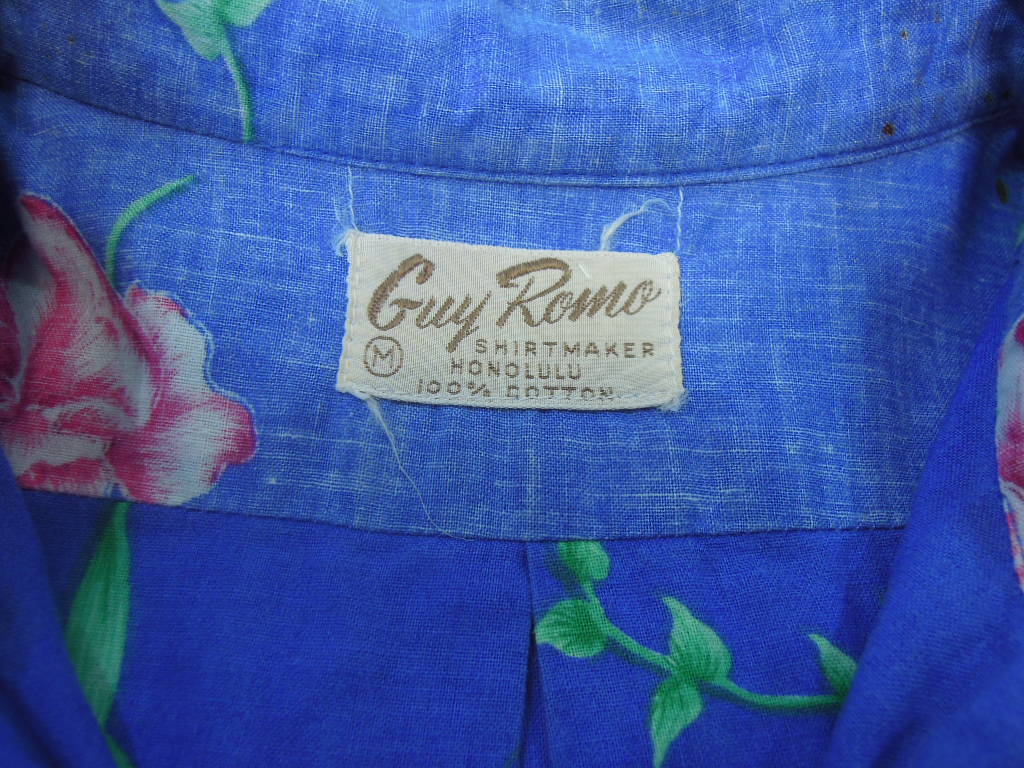 Guy Romo
M SHIRTMAKER
HONOLULU
100% COTTON